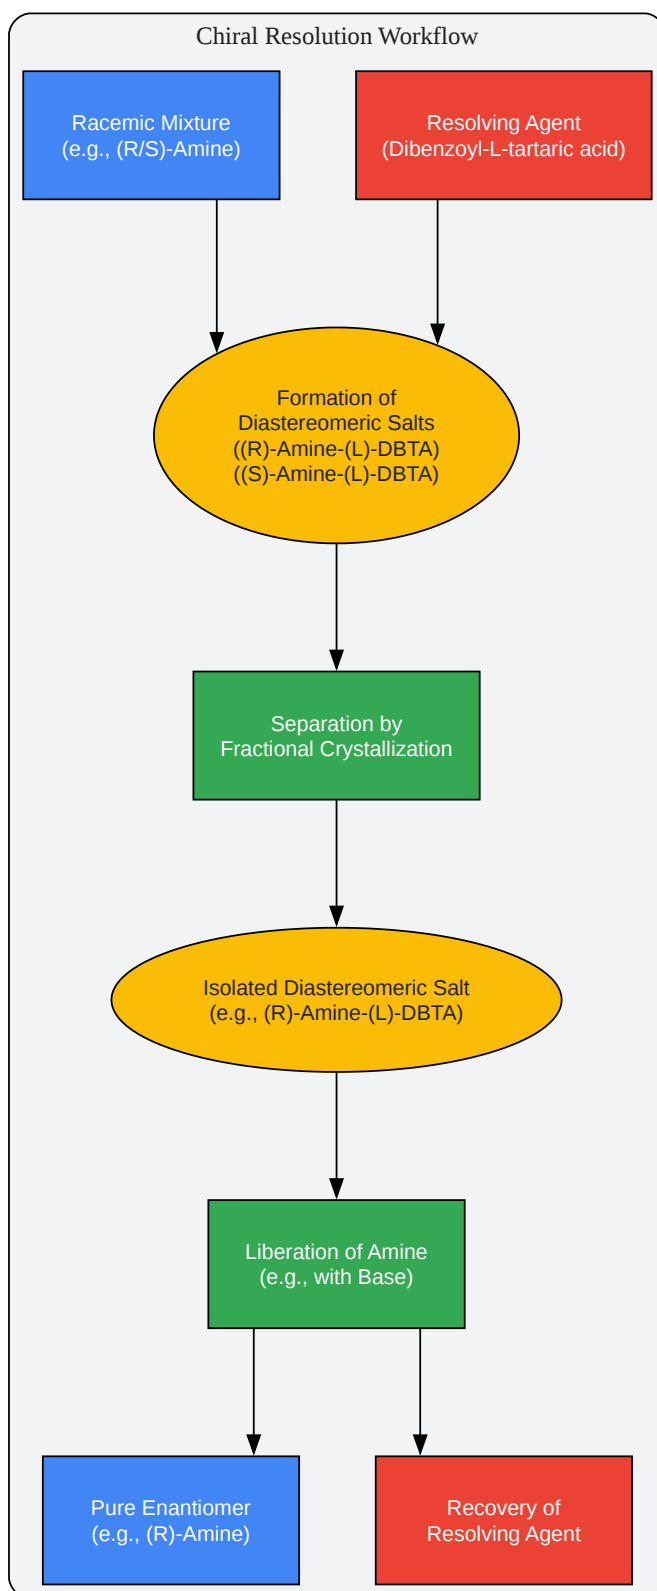 Chiral Resolution Workflow
Racemic Mixture
(e.g., (R/S)-Amine)
Resolving Agent
(Dibenzoyl-L-tartaric acid)
Formation of
Diastereomeric Salts
((R)-Amine-(L)-DBTA)
((S)-Amine-(L)-DBTA)
Separation by
Fractional Crystallization
Isolated Diastereomeric Salt
(e.g., (R)-Amine-(L)-DBTA)
Liberation of Amine
(e.g., with Base)
Pure Enantiomer
(e.g., (R)-Amine)
Recovery of
Resolving Agent